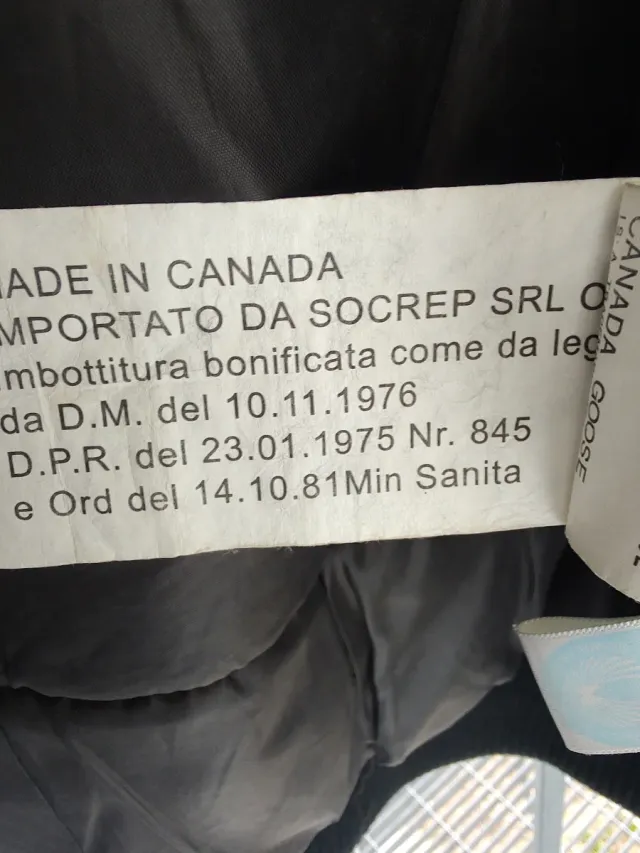 ADE IN CANADA
MPORTATO DA SOCREP SRL O
mbottitura bonificata come da leg
da D.M. del 10.11.1976
D.P.R. del 23.01.1975 Nr. 845
e Ord del 14.10.81Min Sanita
CANADA GOOSE